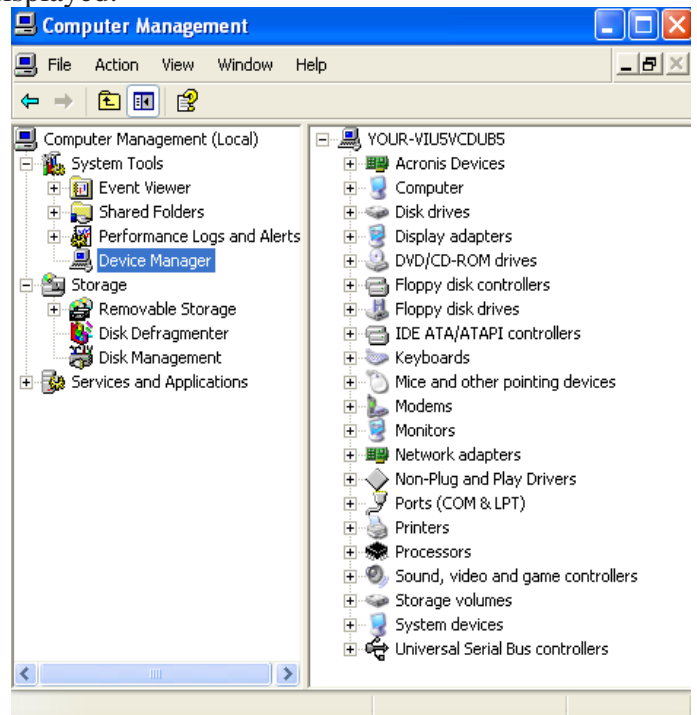 Computer Management
File Action View Window Help
Computer Management (Local)
System Tools
Event Viewer
Shared Folders
Performance Logs and Alerts
Device Manager
Storage
Removable Storage
Disk Defragmenter
Disk Management
Services and Applications
YOUR-VIU5VCDUB5
Acronis Devices
Computer
Disk drives
Display adapters
DVD/CD-ROM drives
Floppy disk controllers
Floppy disk drives
IDE ATA/ATAPI controllers
Keyboards
Mice and other pointing devices
Modems
Monitors
Network adapters
Non-Plug and Play Drivers
Ports (COM & LPT)
Printers
Processors
Sound, video and game controllers
Storage volumes
System devices
Universal Serial Bus controllers